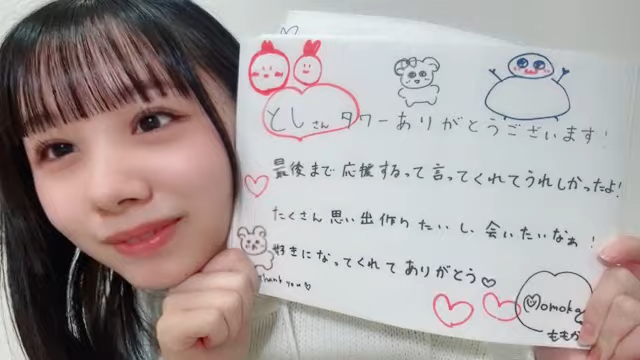 としさん タワーありがとうございます!
最後まで応援するって言ってくれてうれしかったよ!
たくさん思い出作りたいし、会いたいなぁ!
好きになってくれてありがとう♡
Thank you♡
Momoka
ももか